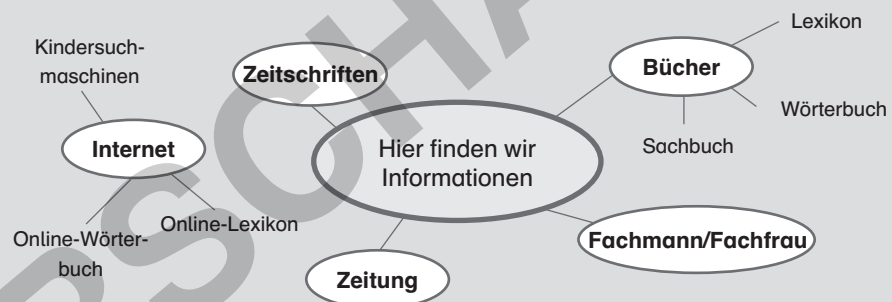 Kindersuch-
maschinen
Internet
Online-Wörter-
buch
Online-Lexikon
Zeitschriften
Hier finden wir
Informationen
Zeitung
Bücher
Lexikon
Wörterbuch
Sachbuch
Fachmann/Fachfrau